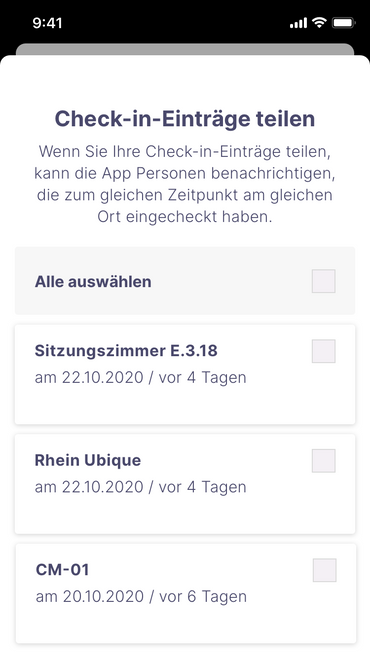 9:41
Check-in-Einträge teilen
Wenn Sie Ihre Check-in-Einträge teilen,
kann die App Personen benachrichtigen,
die zum gleichen Zeitpunkt am gleichen
Ort eingecheckt haben.
Alle auswählen
Sitzungszimmer E.3.18
am 22.10.2020 / vor 4 Tagen
Rhein Ubique
am 22.10.2020 / vor 4 Tagen
CM-01
am 20.10.2020 / vor 6 Tagen